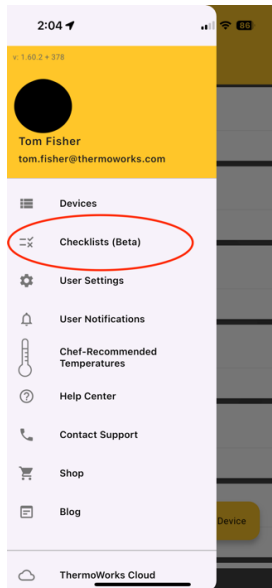 2:04
86
v: 1.60.2 + 378
Tom Fisher
tom.fisher@thermoworks.com
Devices
Checklists (Beta)
User Settings
User Notifications
Chef-Recommended
Temperatures
Help Center
Contact Support
Shop
Blog
Device
ThermoWorks Cloud